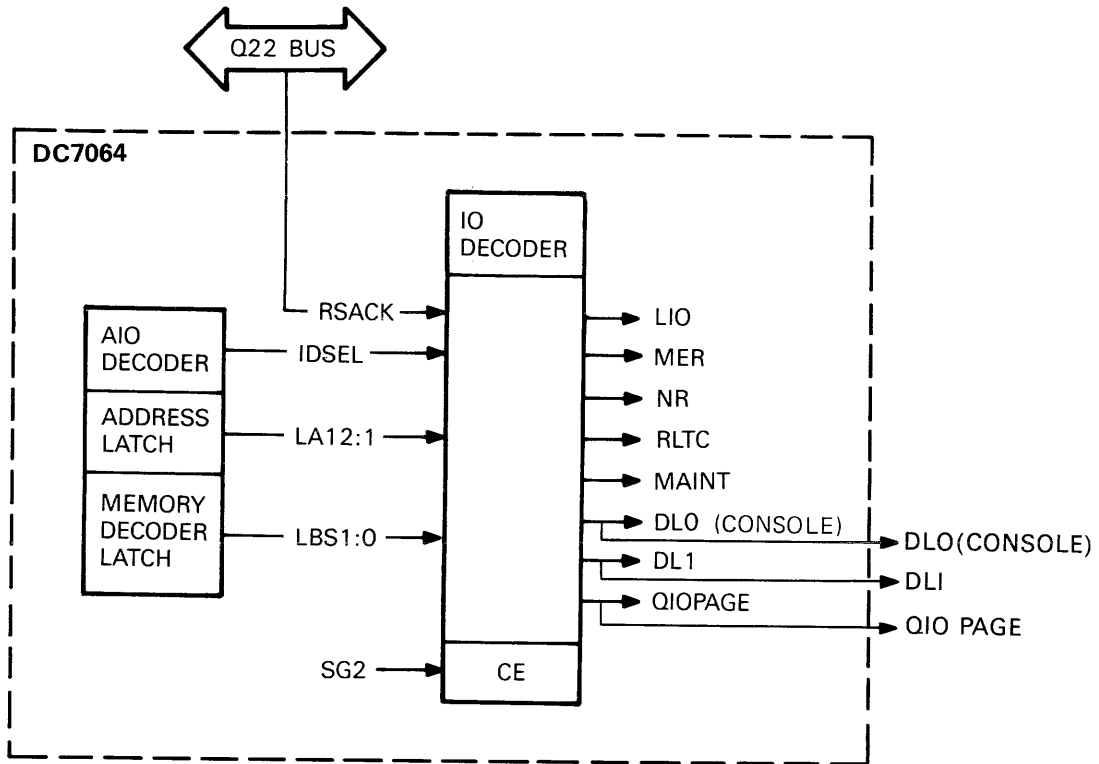 Q22 BUS
DC7064
IO
DECODER
RSACK
LIO
AIO
DECODER
IDSEL
MER
NR
ADDRESS
LATCH
LA12:1
RLTC
MAINT
MEMORY
DECODER
LATCH
LBS1:0
DL0 (CONSOLE)
DLO(CONSOLE)
DL1
DLI
QIOPAGE
QIO PAGE
SG2
CE